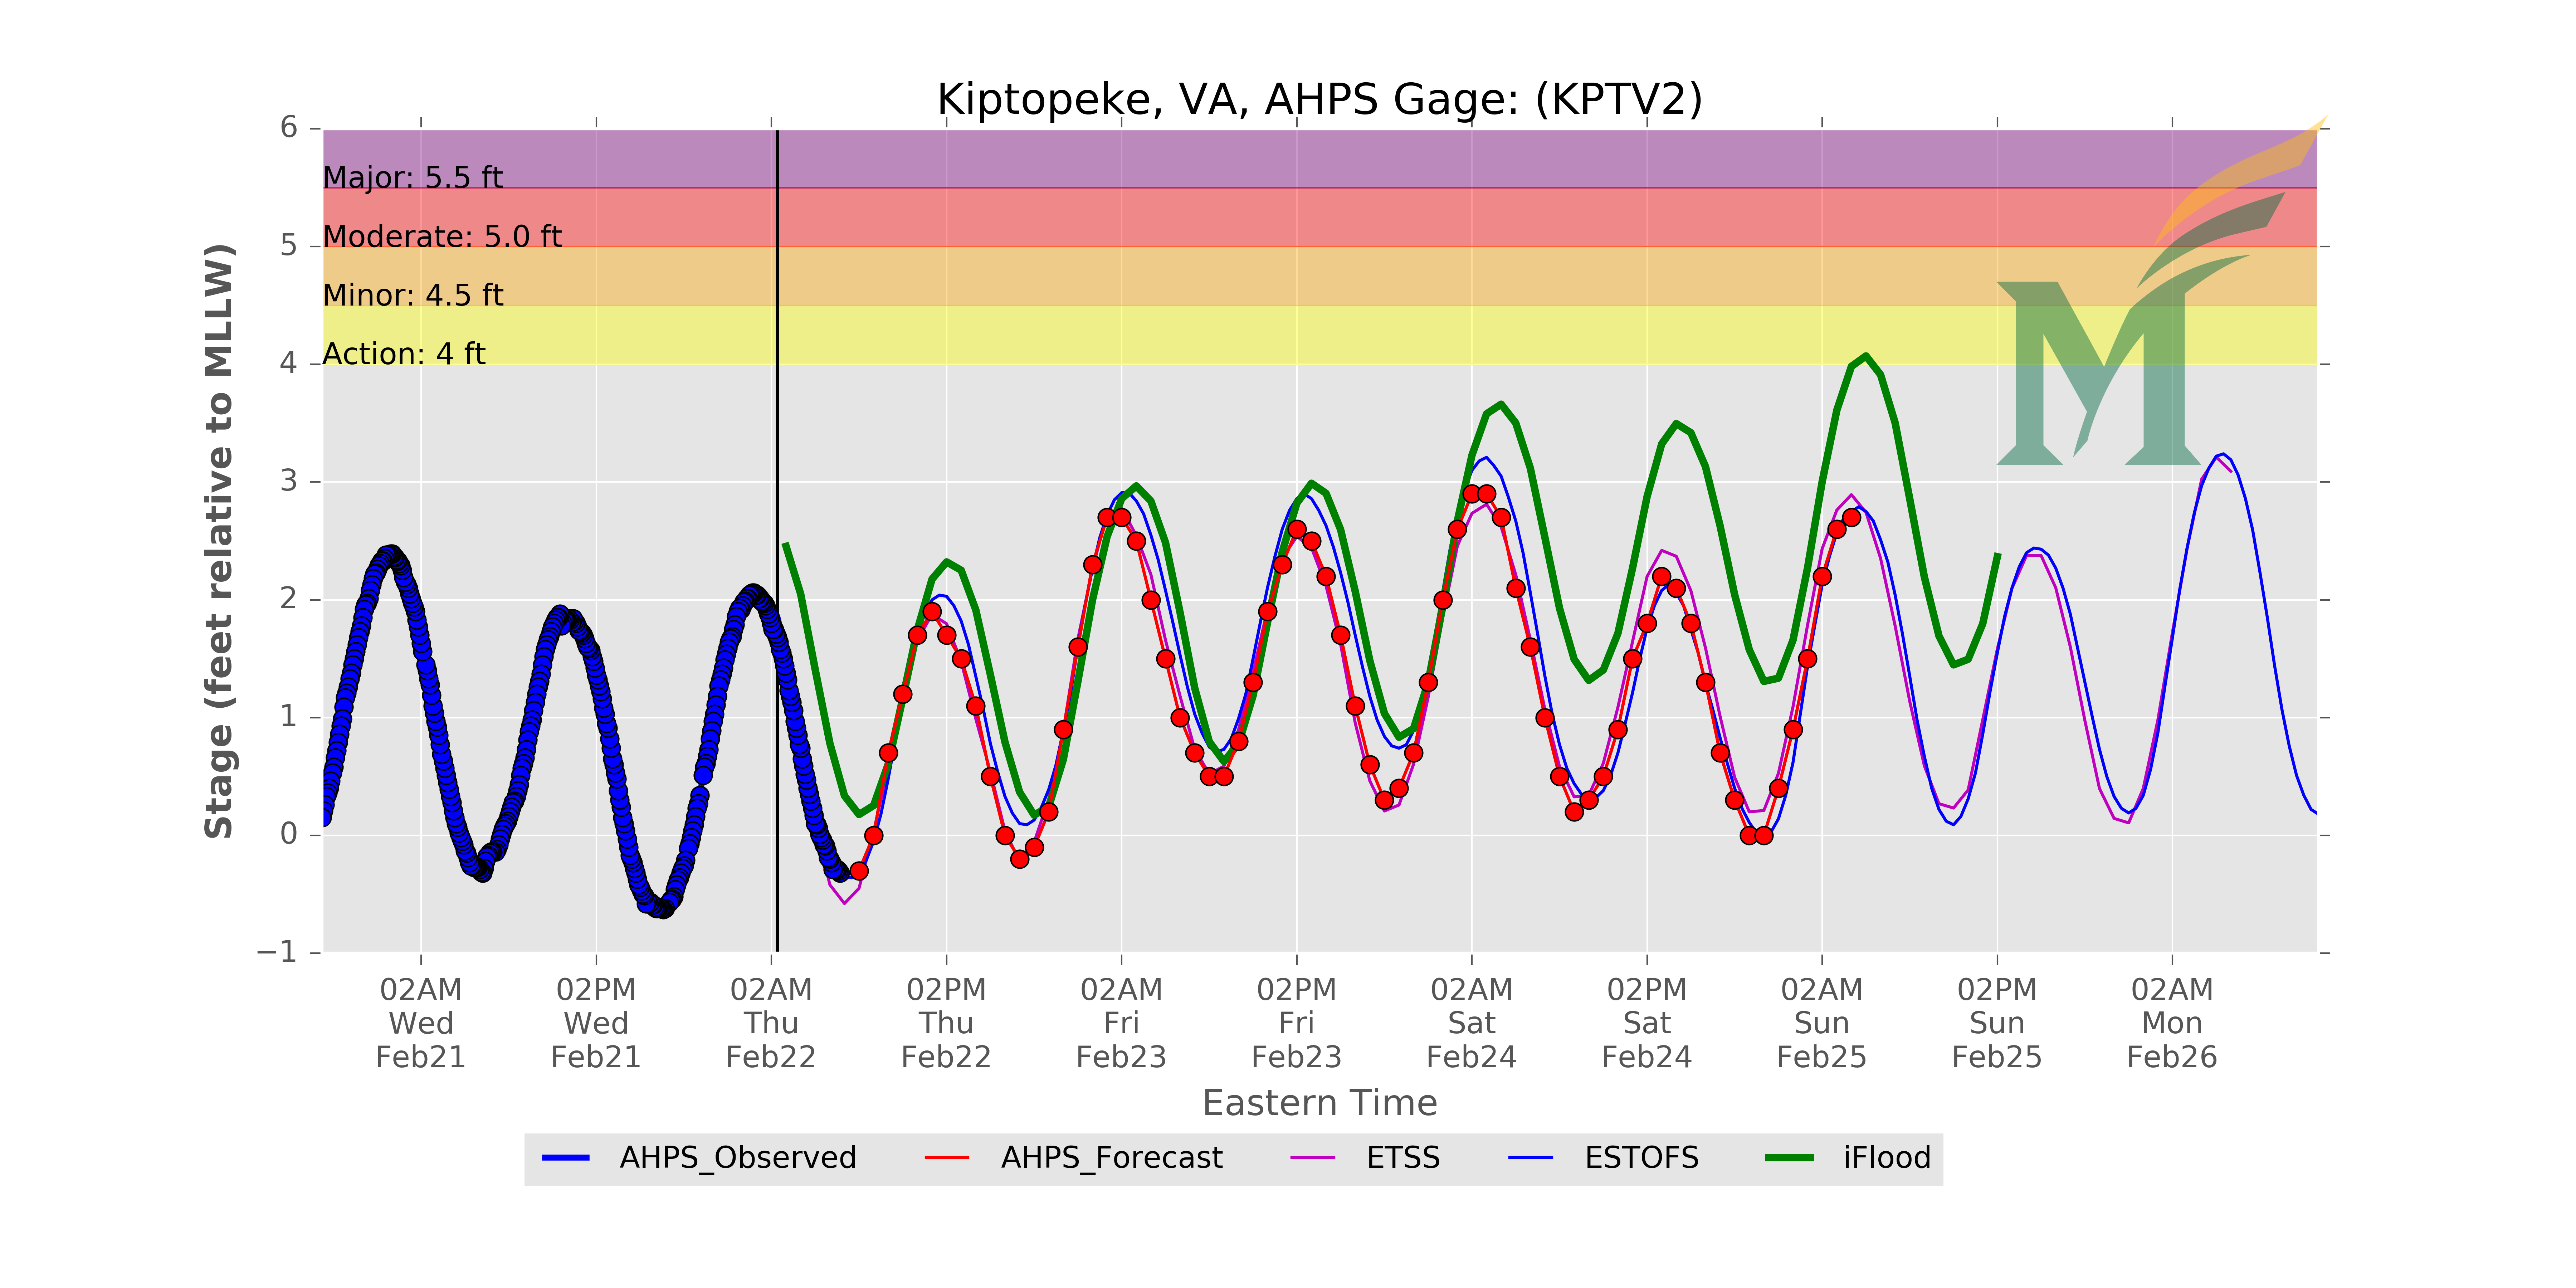 Kiptopeke, VA, AHPS Gage: (KPTV2)
6
5
4
3
2
1
0
−1
Stage (feet relative to MLLW)
Major: 5.5 ft
Moderate: 5.0 ft
Minor: 4.5 ft
Action: 4 ft
M
02AM
Wed
Feb21
02PM
Wed
Feb21
02AM
Thu
Feb22
02PM
Thu
Feb22
02AM
Fri
Feb23
02PM
Fri
Feb23
02AM
Sat
Feb24
02PM
Sat
Feb24
02AM
Sun
Feb25
02PM
Sun
Feb25
02AM
Mon
Feb26
Eastern Time
AHPS_Observed
AHPS_Forecast
ETSS
ESTOFS
iFlood